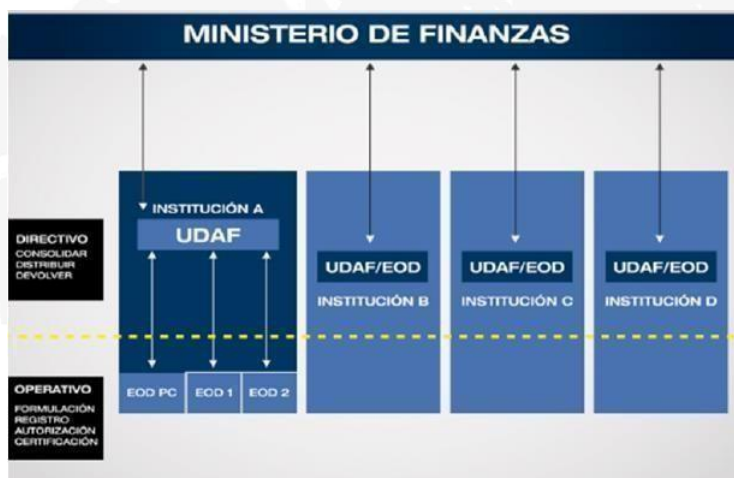 MINISTERIO DE FINANZAS
INSTITUCIÓN A
UDAF
DIRECTIVO
CONSOLIDAR
DISTRIBUIR
DEVOLVER
UDAF/EOD
INSTITUCIÓN B
UDAF/EOD
INSTITUCIÓN C
UDAF/EOD
INSTITUCIÓN D
OPERATIVO
FORMULACIÓN
REGISTRO
AUTORIZACIÓN
CERTIFICACIÓN
EOD PC
EOD 1
EOD 2